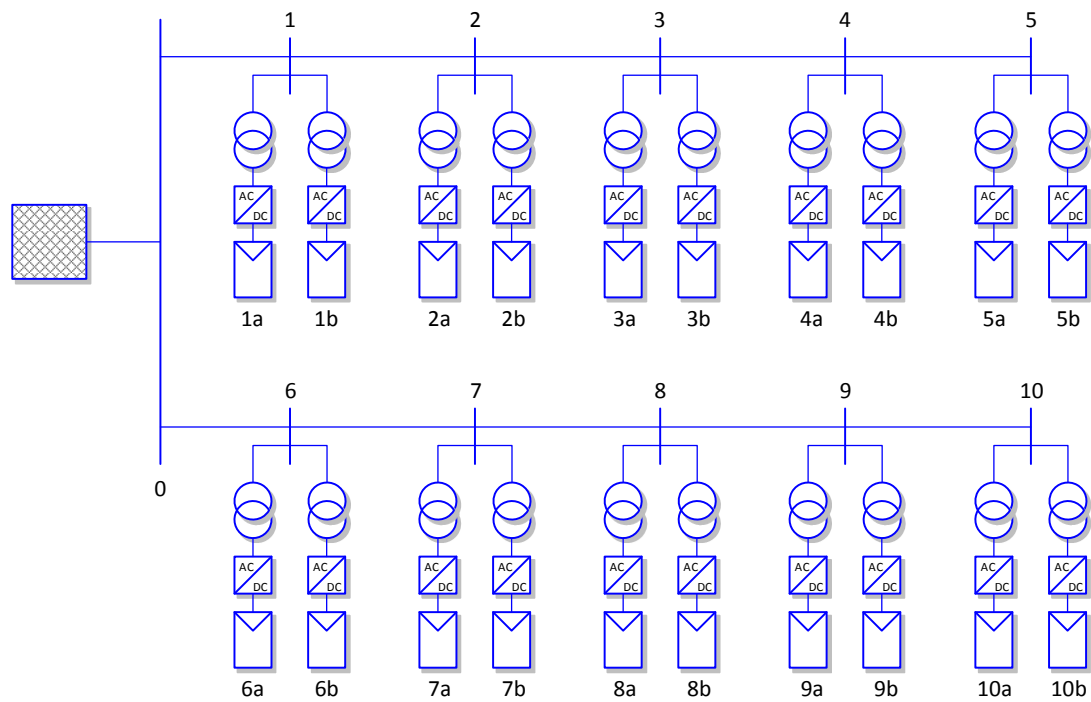 1 2 3 4 5
AC AC AC AC AC AC AC AC AC AC
DC DC DC DC DC DC DC DC DC DC
1a 1b 2a 2b 3a 3b 4a 4b 5a 5b
6 7 8 9 10
0
AC AC AC AC AC AC AC AC AC AC
DC DC DC DC DC DC DC DC DC DC
6a 6b 7a 7b 8a 8b 9a 9b 10a 10b